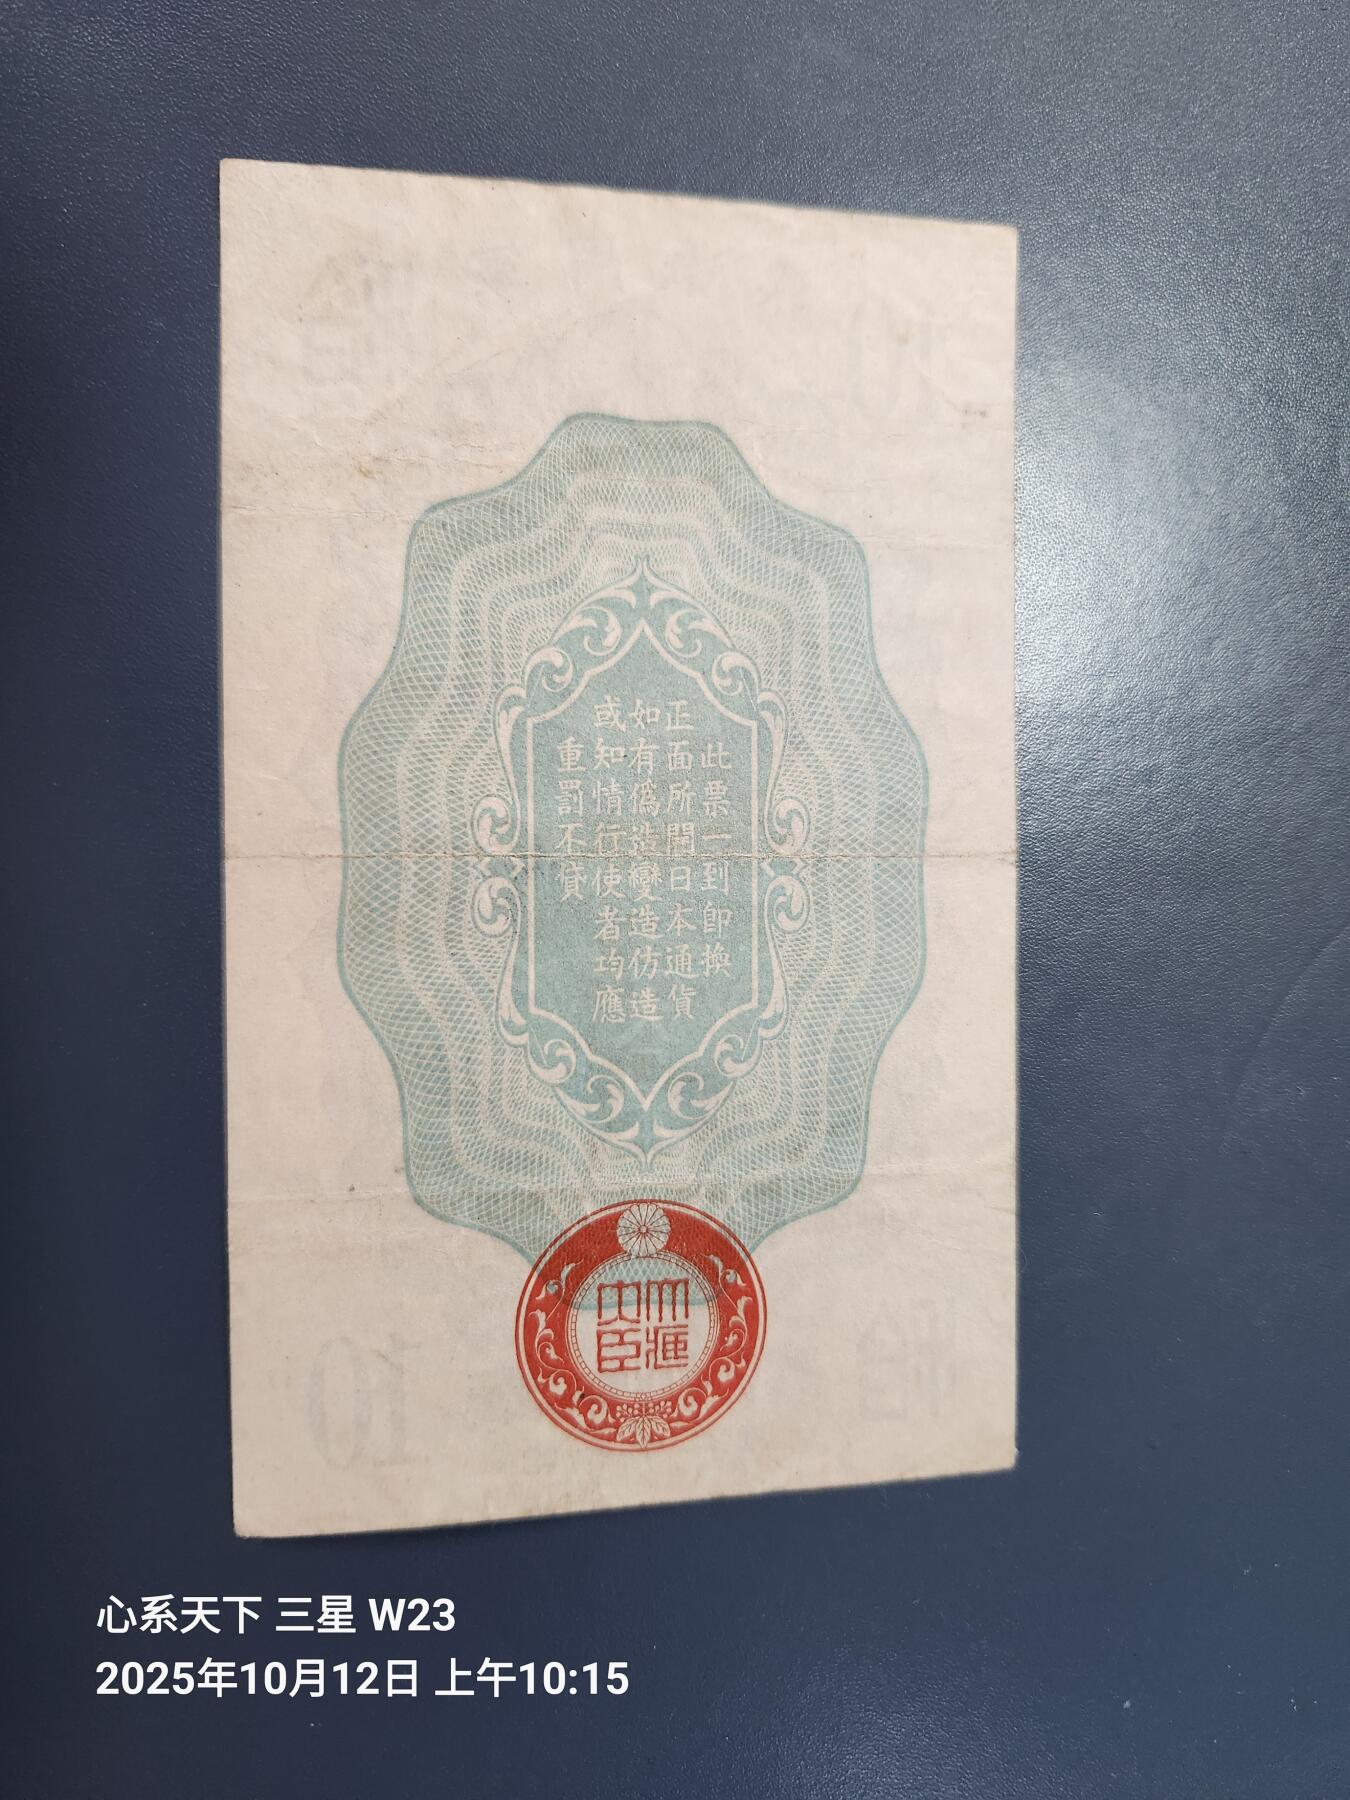 此票一到即換
正面所開日本通貨
如有偽造變造仿造
或知情行使者均應
重罰不貸
大藏
大臣
10
心系天下 三星 W23
2025年10月12日 上午10:15